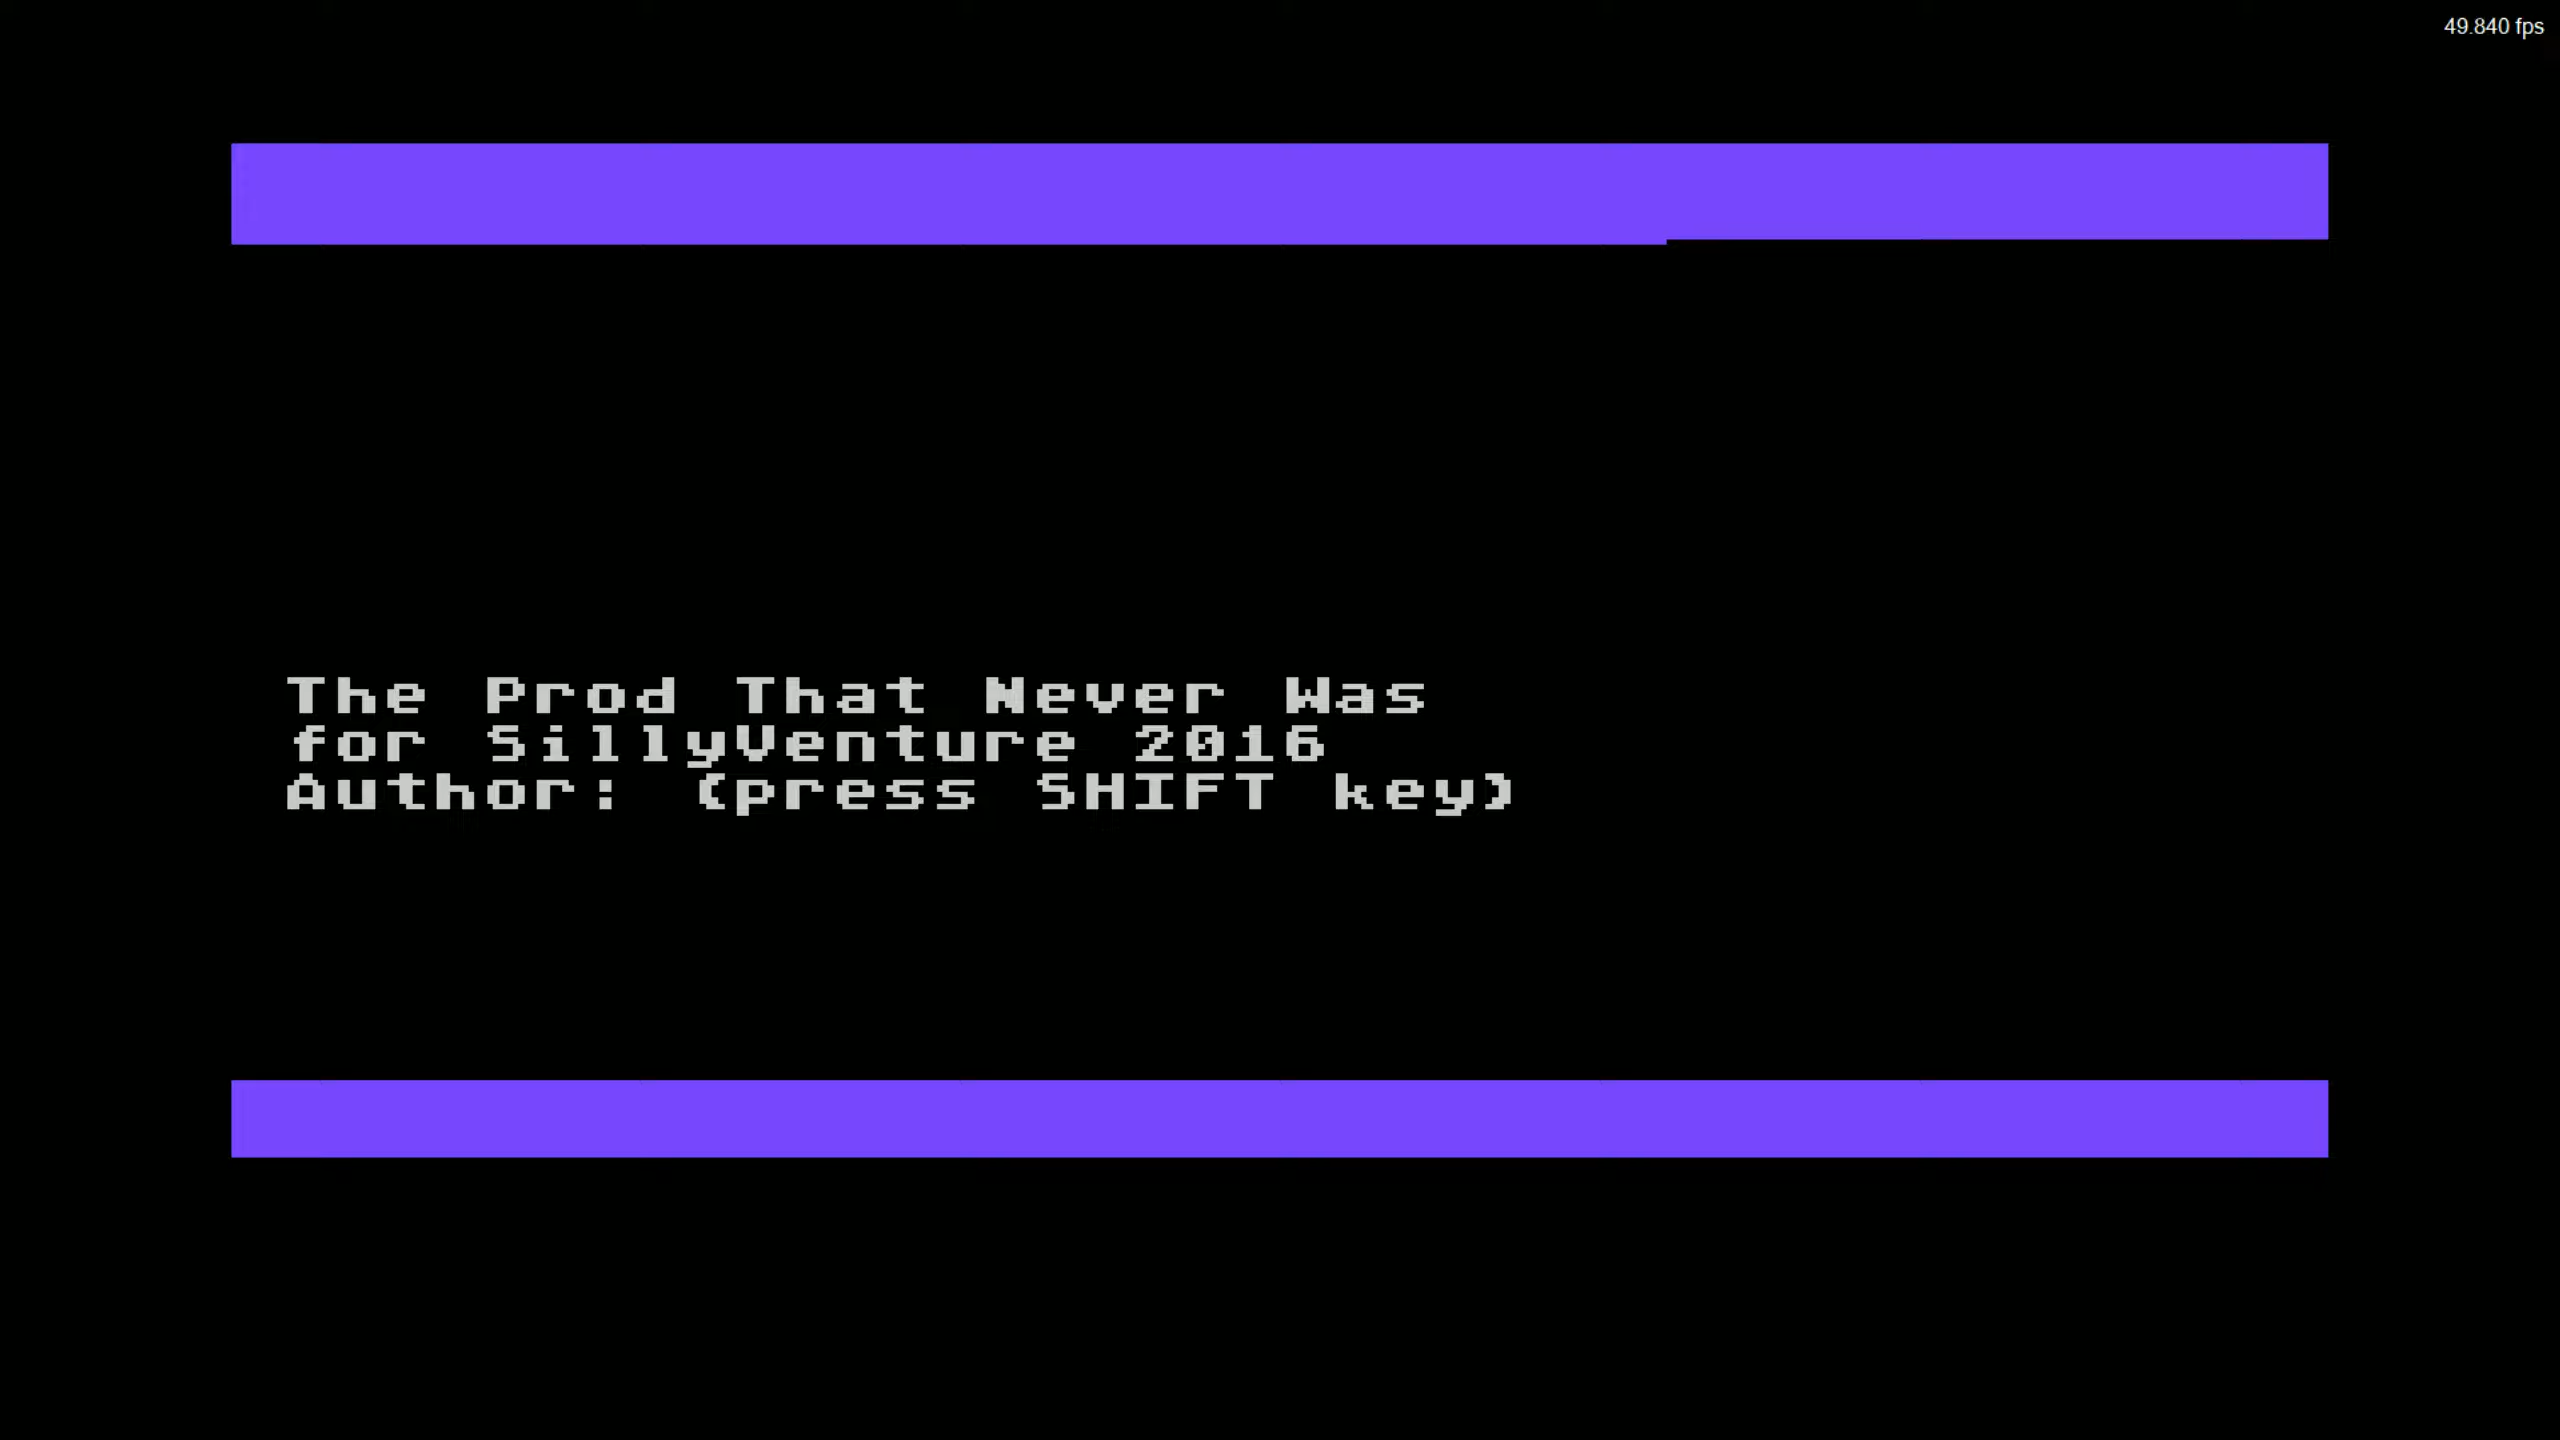 49.840 fps
The Prod That Never Was
for SillyVenture 2016
Author: (press SHIFT key)